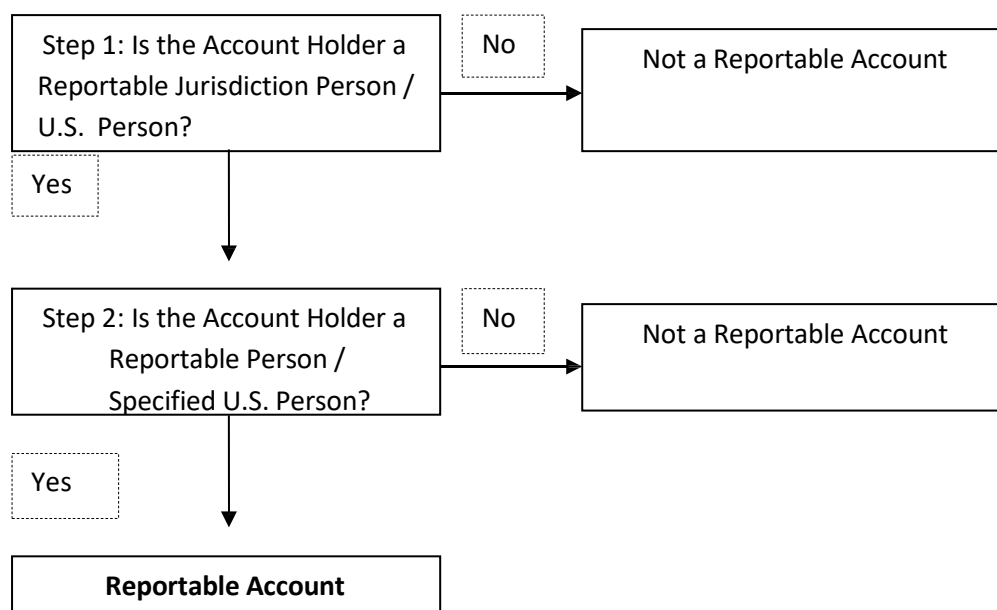 Step 1: Is the Account Holder a
Reportable Jurisdiction Person /
U.S. Person?
No
Not a Reportable Account
Yes
Step 2: Is the Account Holder a
Reportable Person /
Specified U.S. Person?
No
Not a Reportable Account
Yes
Reportable Account